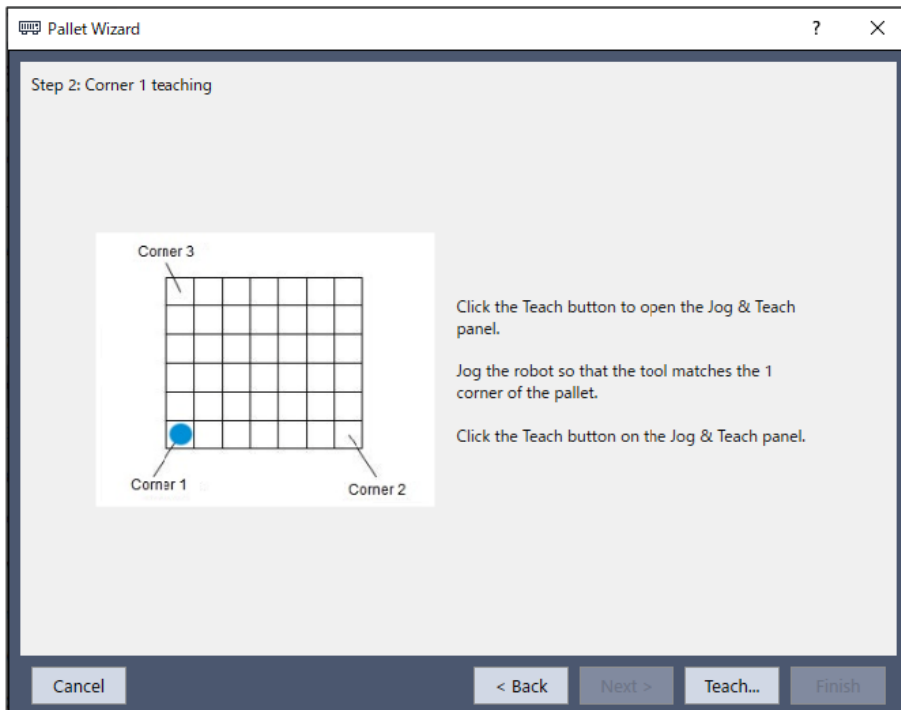 Pallet Wizard
?
Step 2: Corner 1 teaching
Corner 3
Corner 1
Corner 2
Click the Teach button to open the Jog & Teach
panel.
Jog the robot so that the tool matches the 1
corner of the pallet.
Click the Teach button on the Jog & Teach panel.
Cancel
< Back
Next >
Teach...
Finish